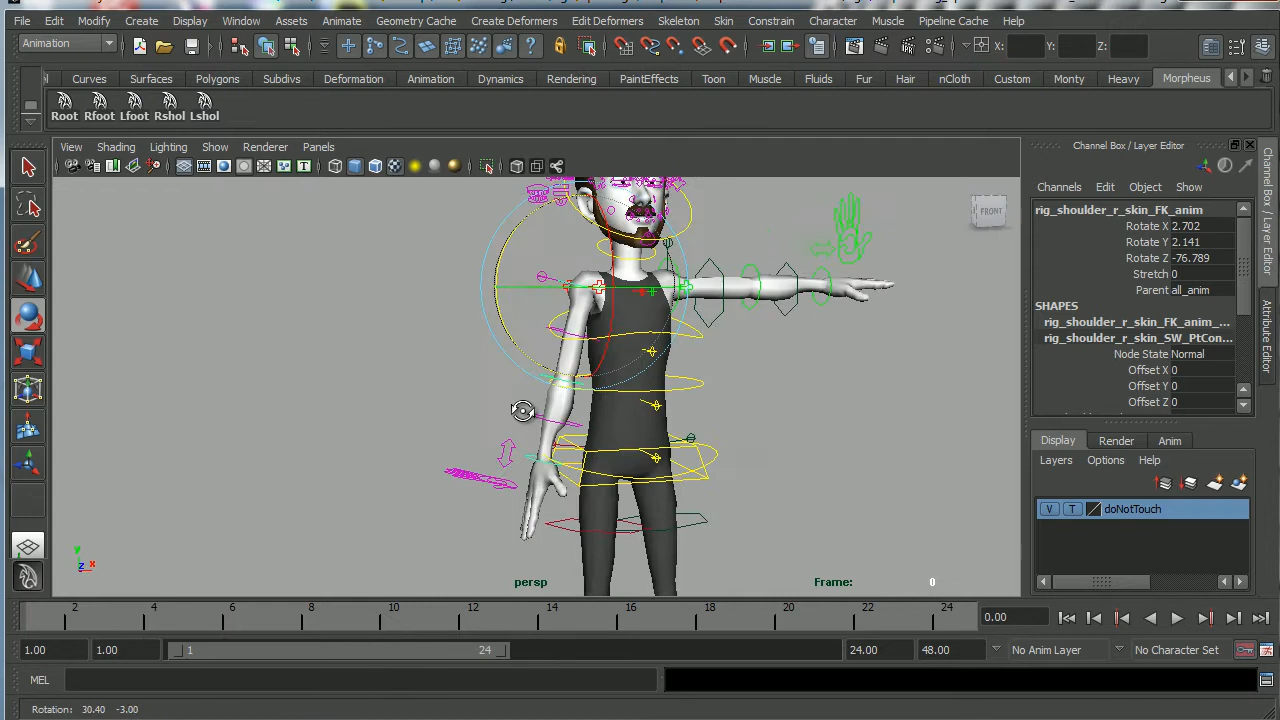 File Edit Modify Create Display Window Assets Animate Geometry Cache Create Deformers Edit Deformers Skeleton Skin Constrain Character Muscle Pipeline Cache Help
Animation X: Y: Z:
Curves Surfaces Polygons Subdivs Deformation Animation Dynamics Rendering PaintEffects Toon Muscle Fluids Fur Hair nCloth Custom Monty Heavy Morpheus
Root Rfoot Lfoot Rshol Lshol
View Shading Lighting Show Renderer Panels
Channel Box / Layer Editor
Channels Edit Object Show
rig_shoulder_r_skin_FK_anim
Rotate X 2.702
Rotate Y 2.141
Rotate Z -76.789
Stretch 0
Parent all_anim
SHAPES
rig_shoulder_r_skin_FK_anim_...
rig_shoulder_r_skin_SW_PtCon...
Node State Normal
Offset X 0
Offset Y 0
Offset Z 0
Display Render Anim
Layers Options Help
V T doNotTouch
Channel Box / Layer Editor
Attribute Editor
FRONT
T
y
z x
persp Frame: 0
2 4 6 8 10 12 14 16 18 20 22 24 0.00
1.00 1.00 1 24 24.00 48.00 No Anim Layer No Character Set
MEL
Rotation: 30.40 -3.00